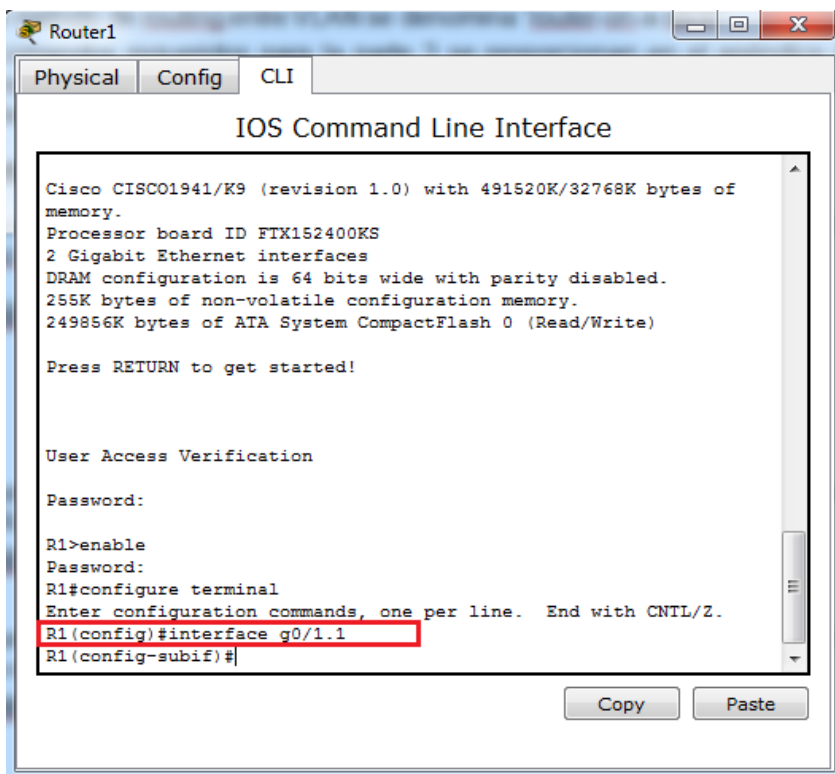 Router1
Physical Config CLI
IOS Command Line Interface
Cisco CISCO1941/K9 (revision 1.0) with 491520K/32768K bytes of
memory.
Processor board ID FTX152400KS
2 Gigabit Ethernet interfaces
DRAM configuration is 64 bits wide with parity disabled.
255K bytes of non-volatile configuration memory.
249856K bytes of ATA System CompactFlash 0 (Read/Write)
Press RETURN to get started!
User Access Verification
Password:
R1>enable
Password:
R1#configure terminal
Enter configuration commands, one per line.  End with CNTL/Z.
R1(config)#interface g0/1.1
R1(config-subif)#
Copy Paste